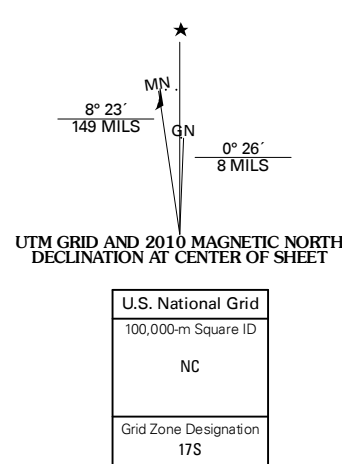 ★
MN
8° 23´
149 MILS
GN
0° 26´
8 MILS
UTM GRID AND 2010 MAGNETIC NORTH
DECLINATION AT CENTER OF SHEET
U.S. National Grid
100,000-m Square ID
NC
Grid Zone Designation
17S